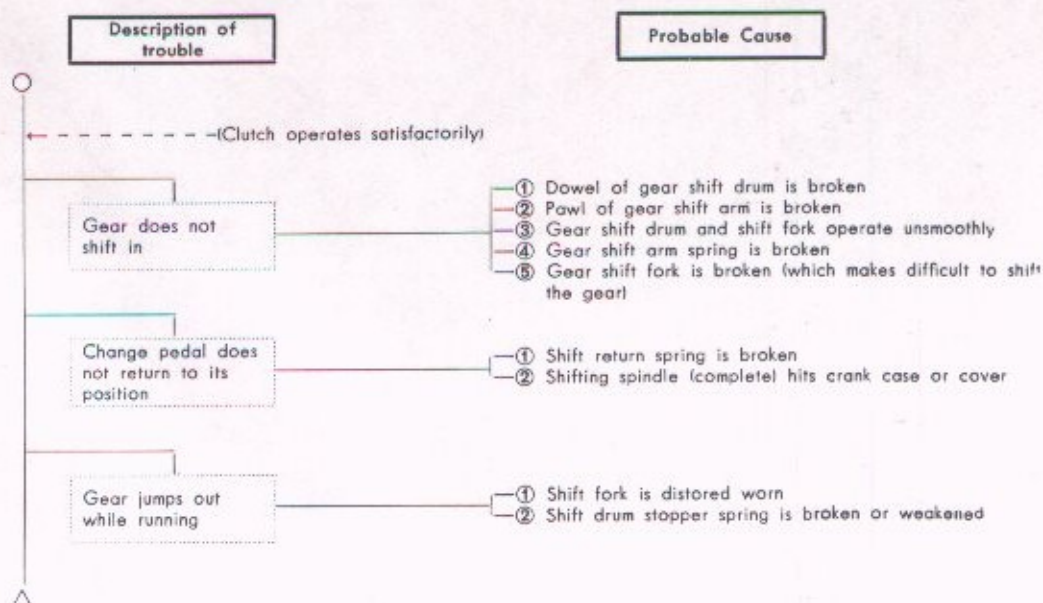 Description of
trouble
Probable Cause
(Clutch operates satisfactorily)
Gear does not
shift in
① Dowel of gear shift drum is broken
② Pawl of gear shift arm is broken
③ Gear shift drum and shift fork operate unsmoothly
④ Gear shift arm spring is broken
⑤ Gear shift fork is broken (which makes difficult to shift
the gear)
Change pedal does
not return to its
position
① Shift return spring is broken
② Shifting spindle (complete) hits crank case or cover
Gear jumps out
while running
① Shift fork is distored worn
② Shift drum stopper spring is broken or weakened